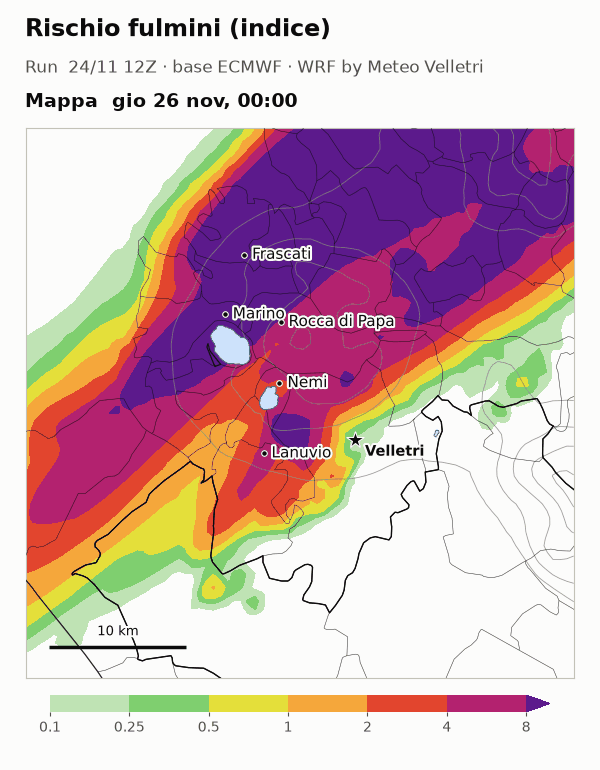 Rischio fulmini (indice)
Run  24/11 12Z · base ECMWF · WRF by Meteo Velletri
Mappa  gio 26 nov, 00:00
Frascati
Marino
Rocca di Papa
Nemi
Velletri
Lanuvio
10 km
0.1 0.25 0.5 1 2 4 8